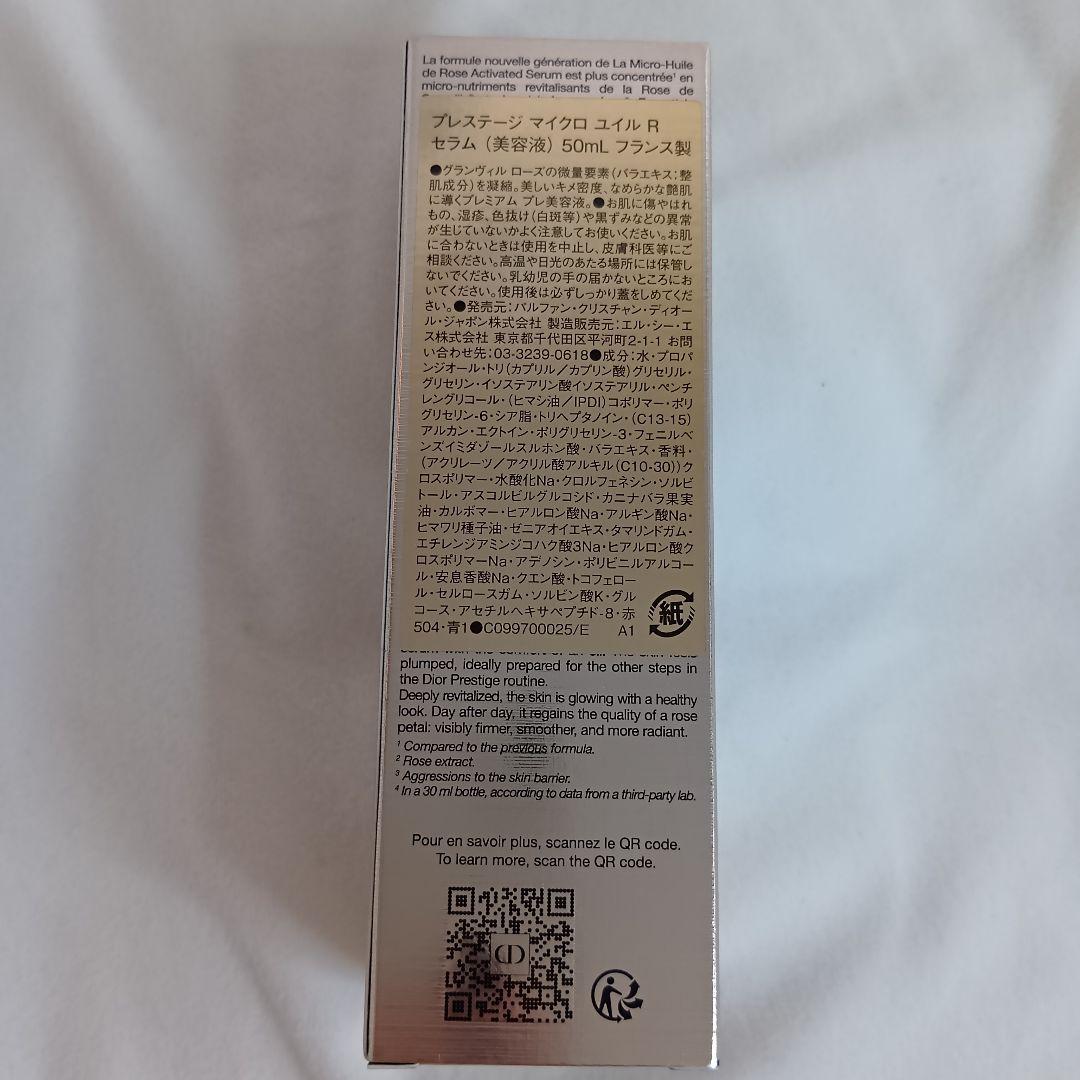 La formule nouvelle génération de La Micro-Huile
de Rose Activated Serum est plus concentrée¹ en
micro-nutriments revitalisants de la Rose de
プレステージ マイクロ ユイル R
セラム（美容液）50mL フランス製
●グランヴィル ローズの微量要素（バラエキス：整
肌成分）を凝縮。美しいキメ密度、なめらかな艶肌
に導くプレミアム プレ美容液。●お肌に傷やはれ
もの、湿疹、色抜け（白斑等）や黒ずみなどの異常
が生じていないかよく注意してお使いください。お肌
に合わないときは使用を中止し、皮膚科医等にご
相談ください。高温や日光のあたる場所には保管し
ないでください。乳幼児の手の届かないところにお
いてください。使用後は必ずしっかり蓋をしめてくだ
さい。●発売元：パルファン・クリスチャン・ディオー
ル・ジャポン株式会社 製造販売元：エル・シー・エ
ス株式会社 東京都千代田区平河町2-1-1 お問
い合わせ先：03-3239-0618●成分：水・プロパ
ンジオール・トリ（カプリル／カプリン酸）グリセリル・
グリセリン・イソステアリン酸イソステアリル・ペンチ
レングリコール・（ヒマシ油／IPDI）コポリマー・ポリ
グリセリン-6・シア脂・トリヘプタノイン・（C13-15）
アルカン・エクトイン・ポリグリセリン-3・フェニルベ
ンズイミダゾールスルホン酸・バラエキス・香料・
（アクリレーツ／アクリル酸アルキル（C10-30））ク
ロスポリマー・水酸化Na・クロルフェネシン・ソルビ
トール・アスコルビルグルコシド・カニナバラ果実
油・カルボマー・ヒアルロン酸Na・アルギン酸Na・
ヒマワリ種子油・ゼニアオイエキス・タマリンドガム・
エチレンジアミンジコハク酸3Na・ヒアルロン酸ク
ロスポリマーNa・アデノシン・ポリビニルアルコー
ル・安息香酸Na・クエン酸・トコフェロー
ル・セルロースガム・ソルビン酸K・グル
コース・アセチルヘキサペプチド-8・赤
504・青1●C099700025/E A1
紙
plumped, ideally prepared for the other steps in
the Dior Prestige routine.
Deeply revitalized, the skin is glowing with a healthy
look. Day after day, it regains the quality of a rose
petal: visibly firmer, smoother, and more radiant.
¹ Compared to the previous formula.
² Rose extract.
³ Aggressions to the skin barrier.
⁴ In a 30 ml bottle, according to data from a third-party lab.
Pour en savoir plus, scannez le QR code.
To learn more, scan the QR code.
CD